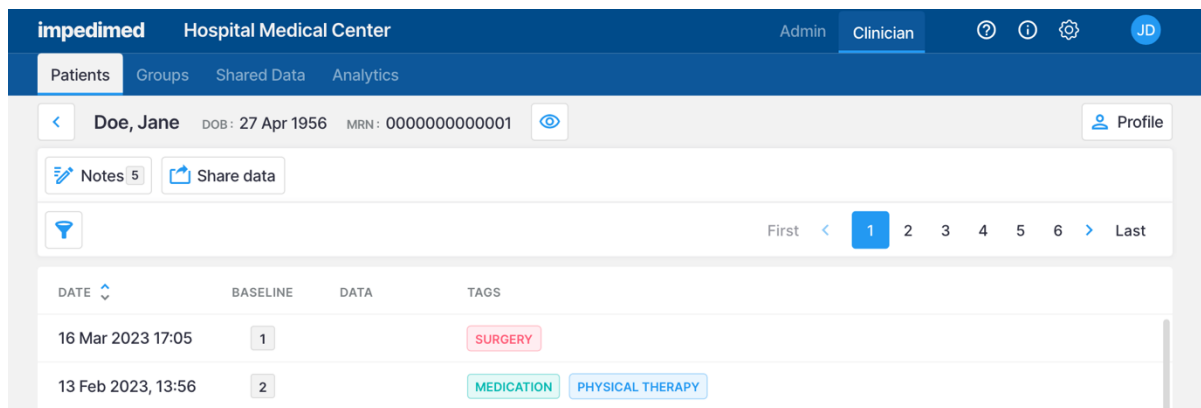 impedimed Hospital Medical Center Admin Clinician JD
Patients Groups Shared Data Analytics
Doe, Jane DOB: 27 Apr 1956 MRN: 0000000000001 Profile
Notes 5 Share data
First 1 2 3 4 5 6 Last
DATE BASELINE DATA TAGS
16 Mar 2023 17:05 1 SURGERY
13 Feb 2023, 13:56 2 MEDICATION PHYSICAL THERAPY